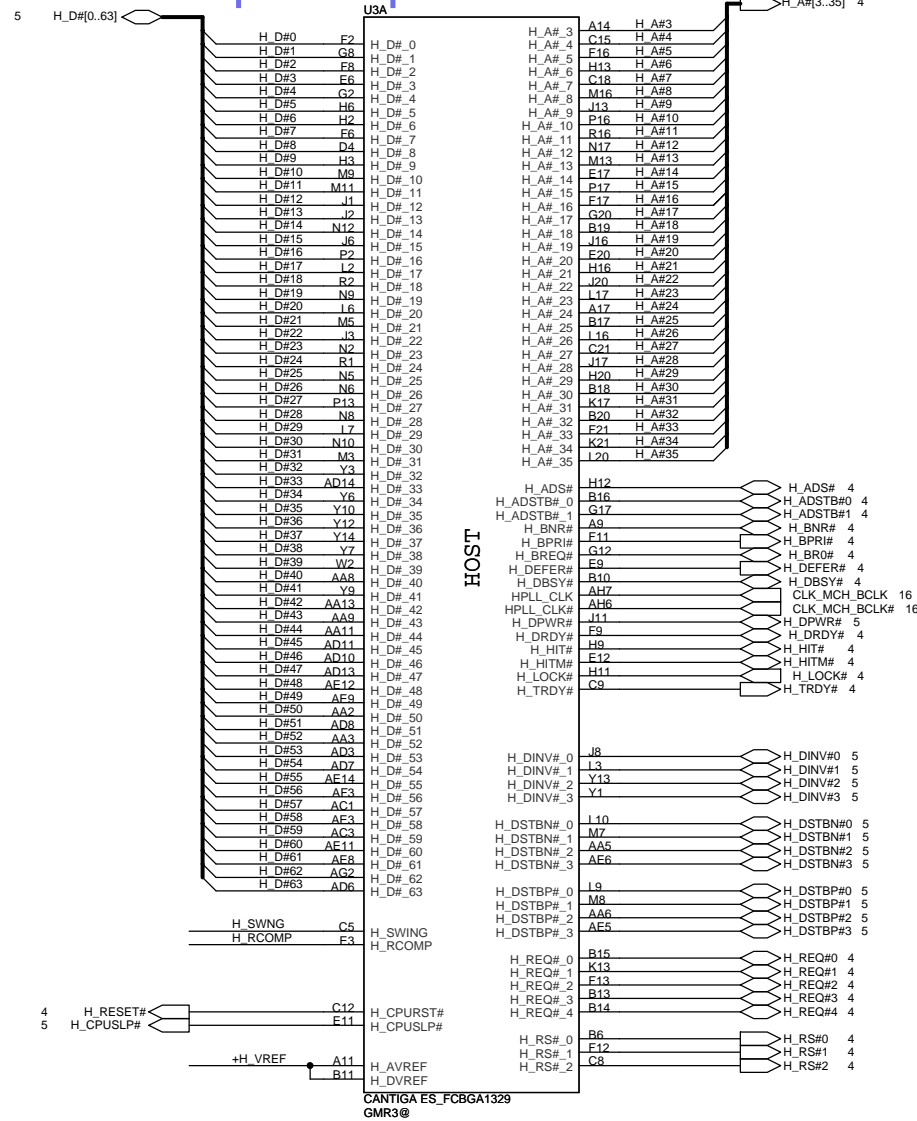 5 H_D#[0..63]
U3A
H_A#[3..35] 4
H_D#0 F2 H_D#_0
H_D#1 G8 H_D#_1
H_D#2 F8 H_D#_2
H_D#3 E6 H_D#_3
H_D#4 G2 H_D#_4
H_D#5 H6 H_D#_5
H_D#6 H2 H_D#_6
H_D#7 F6 H_D#_7
H_D#8 D4 H_D#_8
H_D#9 H3 H_D#_9
H_D#10 M9 H_D#_10
H_D#11 M11 H_D#_11
H_D#12 J1 H_D#_12
H_D#13 J2 H_D#_13
H_D#14 N12 H_D#_14
H_D#15 J6 H_D#_15
H_D#16 P2 H_D#_16
H_D#17 L2 H_D#_17
H_D#18 R2 H_D#_18
H_D#19 N9 H_D#_19
H_D#20 L6 H_D#_20
H_D#21 M5 H_D#_21
H_D#22 J3 H_D#_22
H_D#23 N2 H_D#_23
H_D#24 R1 H_D#_24
H_D#25 N5 H_D#_25
H_D#26 N6 H_D#_26
H_D#27 P13 H_D#_27
H_D#28 N8 H_D#_28
H_D#29 L7 H_D#_29
H_D#30 N10 H_D#_30
H_D#31 M3 H_D#_31
H_D#32 Y3 H_D#_32
H_D#33 AD14 H_D#_33
H_D#34 Y6 H_D#_34
H_D#35 Y10 H_D#_35
H_D#36 Y12 H_D#_36
H_D#37 Y14 H_D#_37
H_D#38 Y7 H_D#_38
H_D#39 W2 H_D#_39
H_D#40 AA8 H_D#_40
H_D#41 Y9 H_D#_41
H_D#42 AA13 H_D#_42
H_D#43 AA9 H_D#_43
H_D#44 AA11 H_D#_44
H_D#45 AD11 H_D#_45
H_D#46 AD10 H_D#_46
H_D#47 AD13 H_D#_47
H_D#48 AE12 H_D#_48
H_D#49 AE9 H_D#_49
H_D#50 AA2 H_D#_50
H_D#51 AD8 H_D#_51
H_D#52 AA3 H_D#_52
H_D#53 AD3 H_D#_53
H_D#54 AD7 H_D#_54
H_D#55 AE14 H_D#_55
H_D#56 AF3 H_D#_56
H_D#57 AC1 H_D#_57
H_D#58 AE3 H_D#_58
H_D#59 AC3 H_D#_59
H_D#60 AE11 H_D#_60
H_D#61 AE8 H_D#_61
H_D#62 AG2 H_D#_62
H_D#63 AD6 H_D#_63
H_SWNG C5 H_SWING
H_RCOMP E3 H_RCOMP
4 H_RESET# C12 H_CPURST#
5 H_CPUSLP# E11 H_CPUSLP#
+H_VREF A11 H_AVREF
B11 H_DVREF
HOST
H_A#_3 A14 H_A#3
H_A#_4 C15 H_A#4
H_A#_5 F16 H_A#5
H_A#_6 H13 H_A#6
H_A#_7 C18 H_A#7
H_A#_8 M16 H_A#8
H_A#_9 J13 H_A#9
H_A#_10 P16 H_A#10
H_A#_11 R16 H_A#11
H_A#_12 N17 H_A#12
H_A#_13 M13 H_A#13
H_A#_14 E17 H_A#14
H_A#_15 P17 H_A#15
H_A#_16 F17 H_A#16
H_A#_17 G20 H_A#17
H_A#_18 B19 H_A#18
H_A#_19 J16 H_A#19
H_A#_20 E20 H_A#20
H_A#_21 H16 H_A#21
H_A#_22 J20 H_A#22
H_A#_23 L17 H_A#23
H_A#_24 A17 H_A#24
H_A#_25 B17 H_A#25
H_A#_26 L16 H_A#26
H_A#_27 C21 H_A#27
H_A#_28 J17 H_A#28
H_A#_29 H20 H_A#29
H_A#_30 B18 H_A#30
H_A#_31 K17 H_A#31
H_A#_32 B20 H_A#32
H_A#_33 F21 H_A#33
H_A#_34 K21 H_A#34
H_A#_35 L20 H_A#35
H_ADS# H12 H_ADS# 4
H_ADSTB#_0 B16 H_ADSTB#0 4
H_ADSTB#_1 G17 H_ADSTB#1 4
H_BNR# A9 H_BNR# 4
H_BPRI# F11 H_BPRI# 4
H_BREQ# G12 H_BR0# 4
H_DEFER# E9 H_DEFER# 4
H_DBSY# B10 H_DBSY# 4
HPLL_CLK AH7 CLK_MCH_BCLK 16
HPLL_CLK# AH6 CLK_MCH_BCLK# 16
H_DPWR# J11 H_DPWR# 5
H_DRDY# F9 H_DRDY# 4
H_HIT# H9 H_HIT# 4
H_HITM# E12 H_HITM# 4
H_LOCK# H11 H_LOCK# 4
H_TRDY# C9 H_TRDY# 4
H_DINV#_0 J8 H_DINV#0 5
H_DINV#_1 L3 H_DINV#1 5
H_DINV#_2 Y13 H_DINV#2 5
H_DINV#_3 Y1 H_DINV#3 5
H_DSTBN#_0 L10 H_DSTBN#0 5
H_DSTBN#_1 M7 H_DSTBN#1 5
H_DSTBN#_2 AA5 H_DSTBN#2 5
H_DSTBN#_3 AE6 H_DSTBN#3 5
H_DSTBP#_0 L9 H_DSTBP#0 5
H_DSTBP#_1 M8 H_DSTBP#1 5
H_DSTBP#_2 AA6 H_DSTBP#2 5
H_DSTBP#_3 AE5 H_DSTBP#3 5
H_REQ#_0 B15 H_REQ#0 4
H_REQ#_1 K13 H_REQ#1 4
H_REQ#_2 F13 H_REQ#2 4
H_REQ#_3 B13 H_REQ#3 4
H_REQ#_4 B14 H_REQ#4 4
H_RS#_0 B6 H_RS#0 4
H_RS#_1 F12 H_RS#1 4
H_RS#_2 C8 H_RS#2 4
CANTIGA ES_FCBGA1329
GMR3@